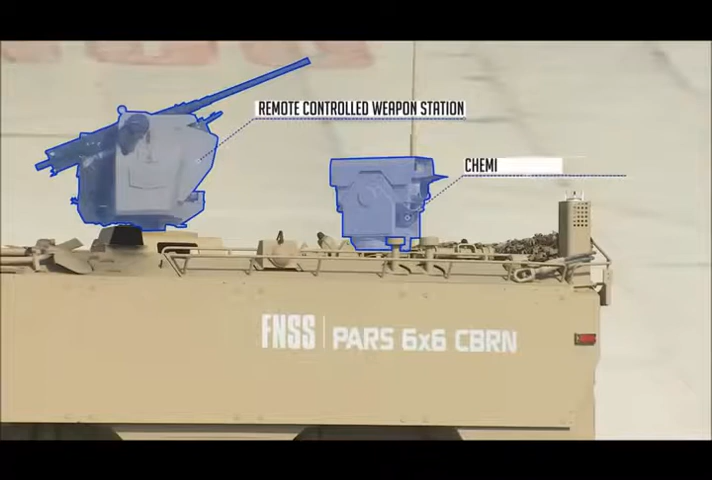 REMOTE CONTROLLED WEAPON STATION
CHEMI
FNSS | PARS 6x6 CBRN